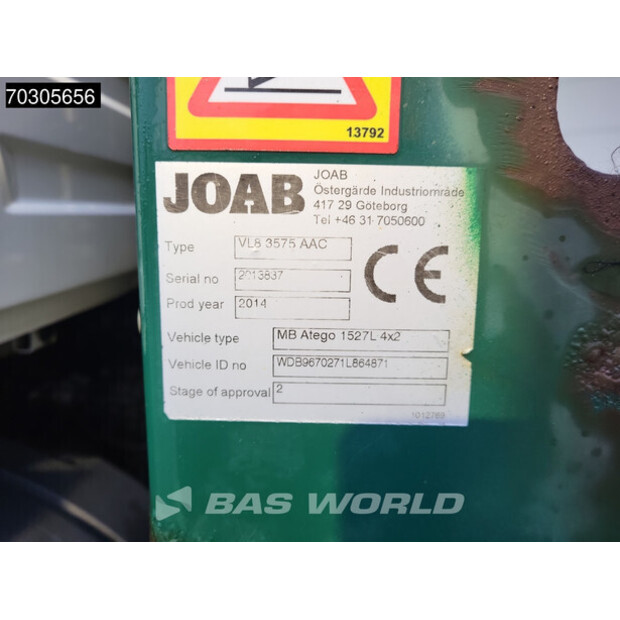 70305656
13792
JOAB
JOAB
Östergärde Industriområde
417 29 Göteborg
Tel +46 31 7050600
Type VL8 3575 AAC
Serial no 2013837
Prod year 2014
CE
Vehicle type MB Atego 1527L 4x2
Vehicle ID no WDB9670271L864871
Stage of approval 2
1012769
BAS WORLD